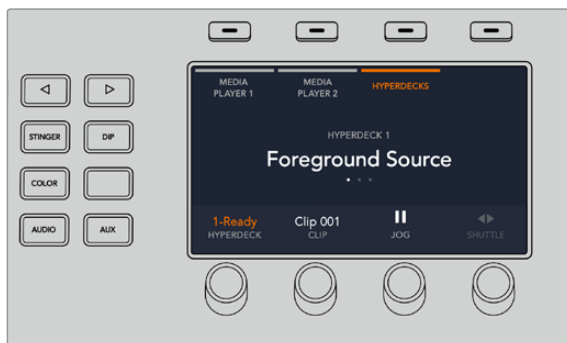 MEDIA
PLAYER 1
MEDIA
PLAYER 2
HYPERDECKS
STINGER
DIP
HYPERDECK 1
Foreground Source
COLOR
1-Ready
HYPERDECK
Clip 001
CLIP
JOG
SHUTTLE
AUDIO
AUX